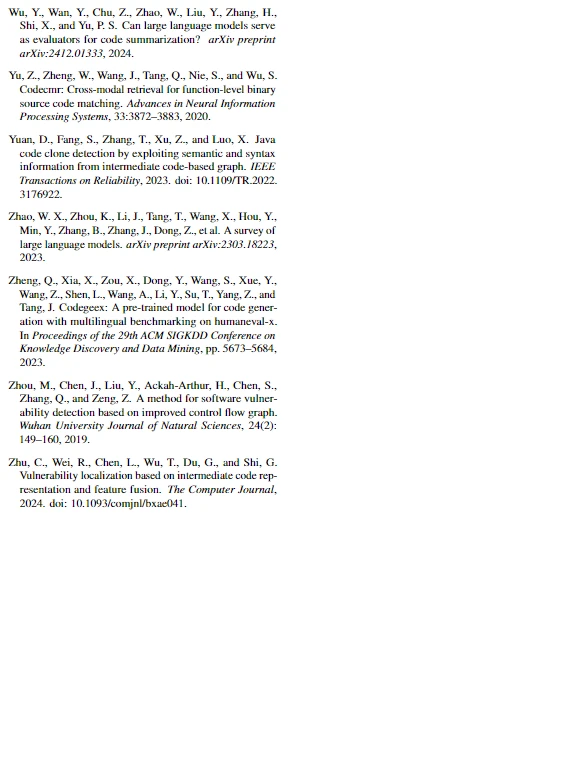 Wu, Y., Wan, Y., Chu, Z., Zhao, W., Liu, Y., Zhang, H.,
Shi, X., and Yu, P. S. Can large language models serve
as evaluators for code summarization? arXiv preprint
arXiv:2412.01333, 2024.
Yu, Z., Zheng, W., Wang, J., Tang, Q., Nie, S., and Wu, S.
Codecmr: Cross-modal retrieval for function-level binary
source code matching. Advances in Neural Information
Processing Systems, 33:3872–3883, 2020.
Yuan, D., Fang, S., Zhang, T., Xu, Z., and Luo, X. Java
code clone detection by exploiting semantic and syntax
information from intermediate code-based graph. IEEE
Transactions on Reliability, 2023. doi: 10.1109/TR.2022.
3176922.
Zhao, W. X., Zhou, K., Li, J., Tang, T., Wang, X., Hou, Y.,
Min, Y., Zhang, B., Zhang, J., Dong, Z., et al. A survey of
large language models. arXiv preprint arXiv:2303.18223,
2023.
Zheng, Q., Xia, X., Zou, X., Dong, Y., Wang, S., Xue, Y.,
Wang, Z., Shen, L., Wang, A., Li, Y., Su, T., Yang, Z., and
Tang, J. Codegeex: A pre-trained model for code gener-
ation with multilingual benchmarking on humaneval-x.
In Proceedings of the 29th ACM SIGKDD Conference on
Knowledge Discovery and Data Mining, pp. 5673–5684,
2023.
Zhou, M., Chen, J., Liu, Y., Ackah-Arthur, H., Chen, S.,
Zhang, Q., and Zeng, Z. A method for software vulner-
ability detection based on improved control flow graph.
Wuhan University Journal of Natural Sciences, 24(2):
149–160, 2019.
Zhu, C., Wei, R., Chen, L., Wu, T., Du, G., and Shi, G.
Vulnerability localization based on intermediate code rep-
resentation and feature fusion. The Computer Journal,
2024. doi: 10.1093/comjnl/bxae041.